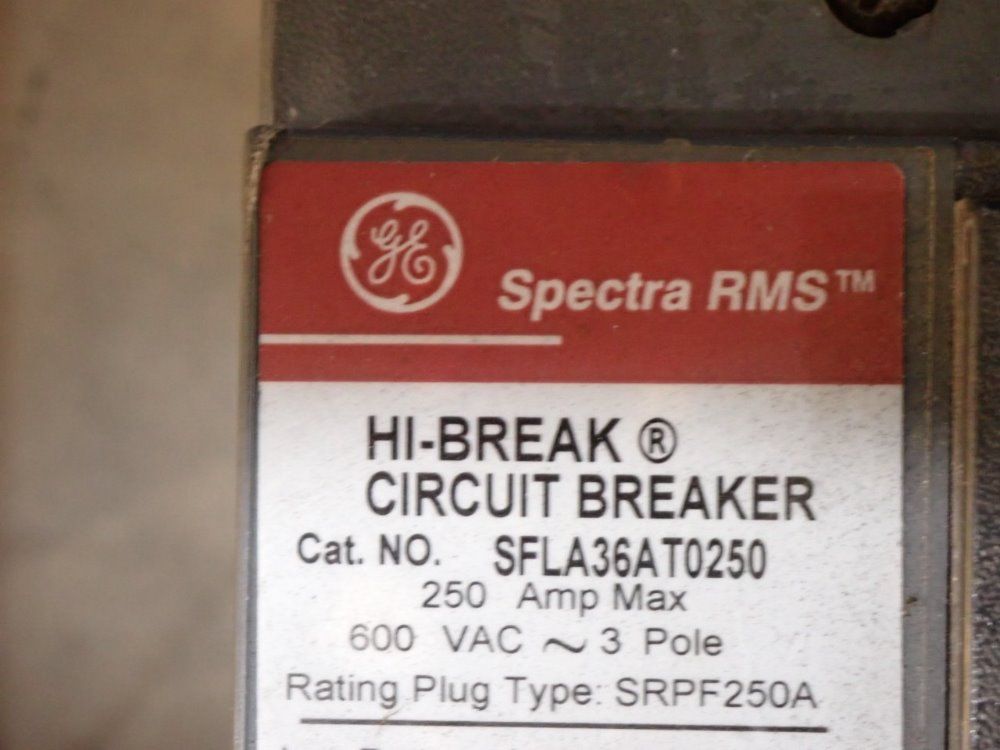 GE
Spectra RMS™
HI-BREAK ®
CIRCUIT BREAKER
Cat. NO. SFLA36AT0250
250 Amp Max
600 VAC ~ 3 Pole
Rating Plug Type: SRPF250A